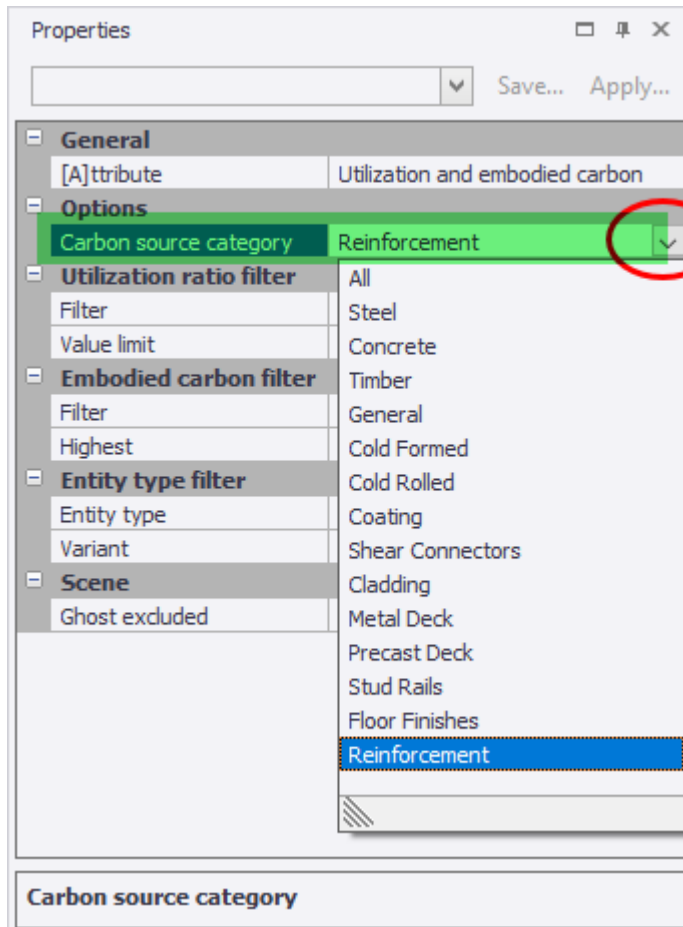 Properties
Save... Apply...
General
[A]ttribute Utilization and embodied carbon
Options
Carbon source category Reinforcement
Utilization ratio filter
All
Filter
Steel
Value limit
Concrete
Embodied carbon filter
Timber
Filter
General
Highest
Cold Formed
Entity type filter
Cold Rolled
Entity type
Coating
Variant
Shear Connectors
Scene
Cladding
Ghost excluded
Metal Deck
Precast Deck
Stud Rails
Floor Finishes
Reinforcement
Carbon source category